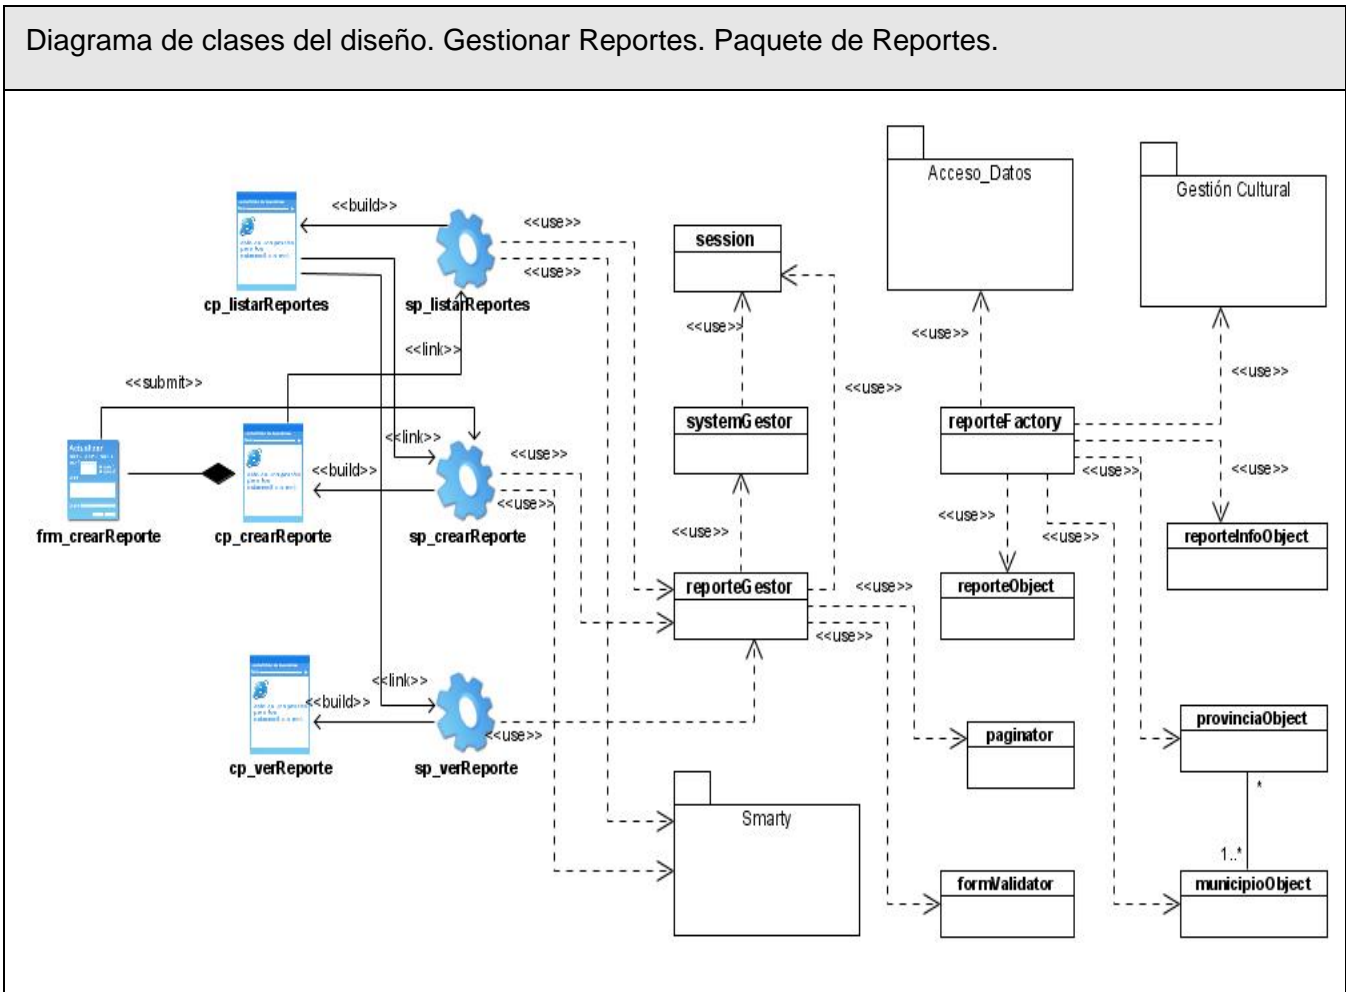 Diagrama de clases del diseño. Gestionar Reportes. Paquete de Reportes.
Acceso_Datos
Gestión Cultural
<<build>>
<<use>>
session
<<use>>
cp_listarReportes
sp_listarReportes
<<use>>
<<use>>
<<link>>
<<use>>
<<submit>>
<<use>>
systemGestor
reporteFactory
Actualizar
<<link>>
<<use>>
<<use>>
<<use>>
<<build>>
<<use>>
<<use>>
<<use>>
<<use>>
frm_crearReporte
cp_crearReporte
sp_crearReporte
reporteInfoObject
reporteGestor
<<use>>
reporteObject
<<use>>
<<link>>
<<build>>
provinciaObject
<<use>>
paginator
cp_verReporte
sp_verReporte
*
Smarty
1..*
formValidator
municipioObject